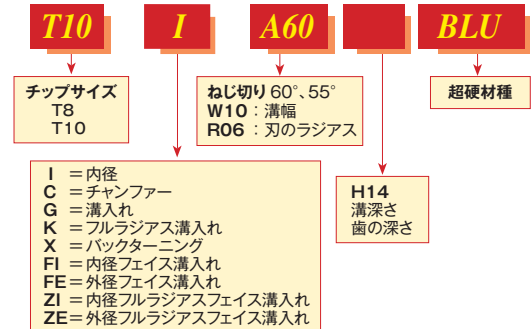 T10 I A60 BLU
チップサイズ
T8
T10
ねじ切り 60°、55°
W10：溝幅
R06：刃のラジアス
超硬材種
I ＝内径
C ＝チャンファー
G ＝溝入れ
K ＝フルラジアス溝入れ
X ＝バックターニング
FI ＝内径フェイス溝入れ
FE＝外径フェイス溝入れ
ZI ＝内径フルラジアスフェイス溝入れ
ZE＝外径フルラジアスフェイス溝入れ
H14
溝深さ
歯の深さ